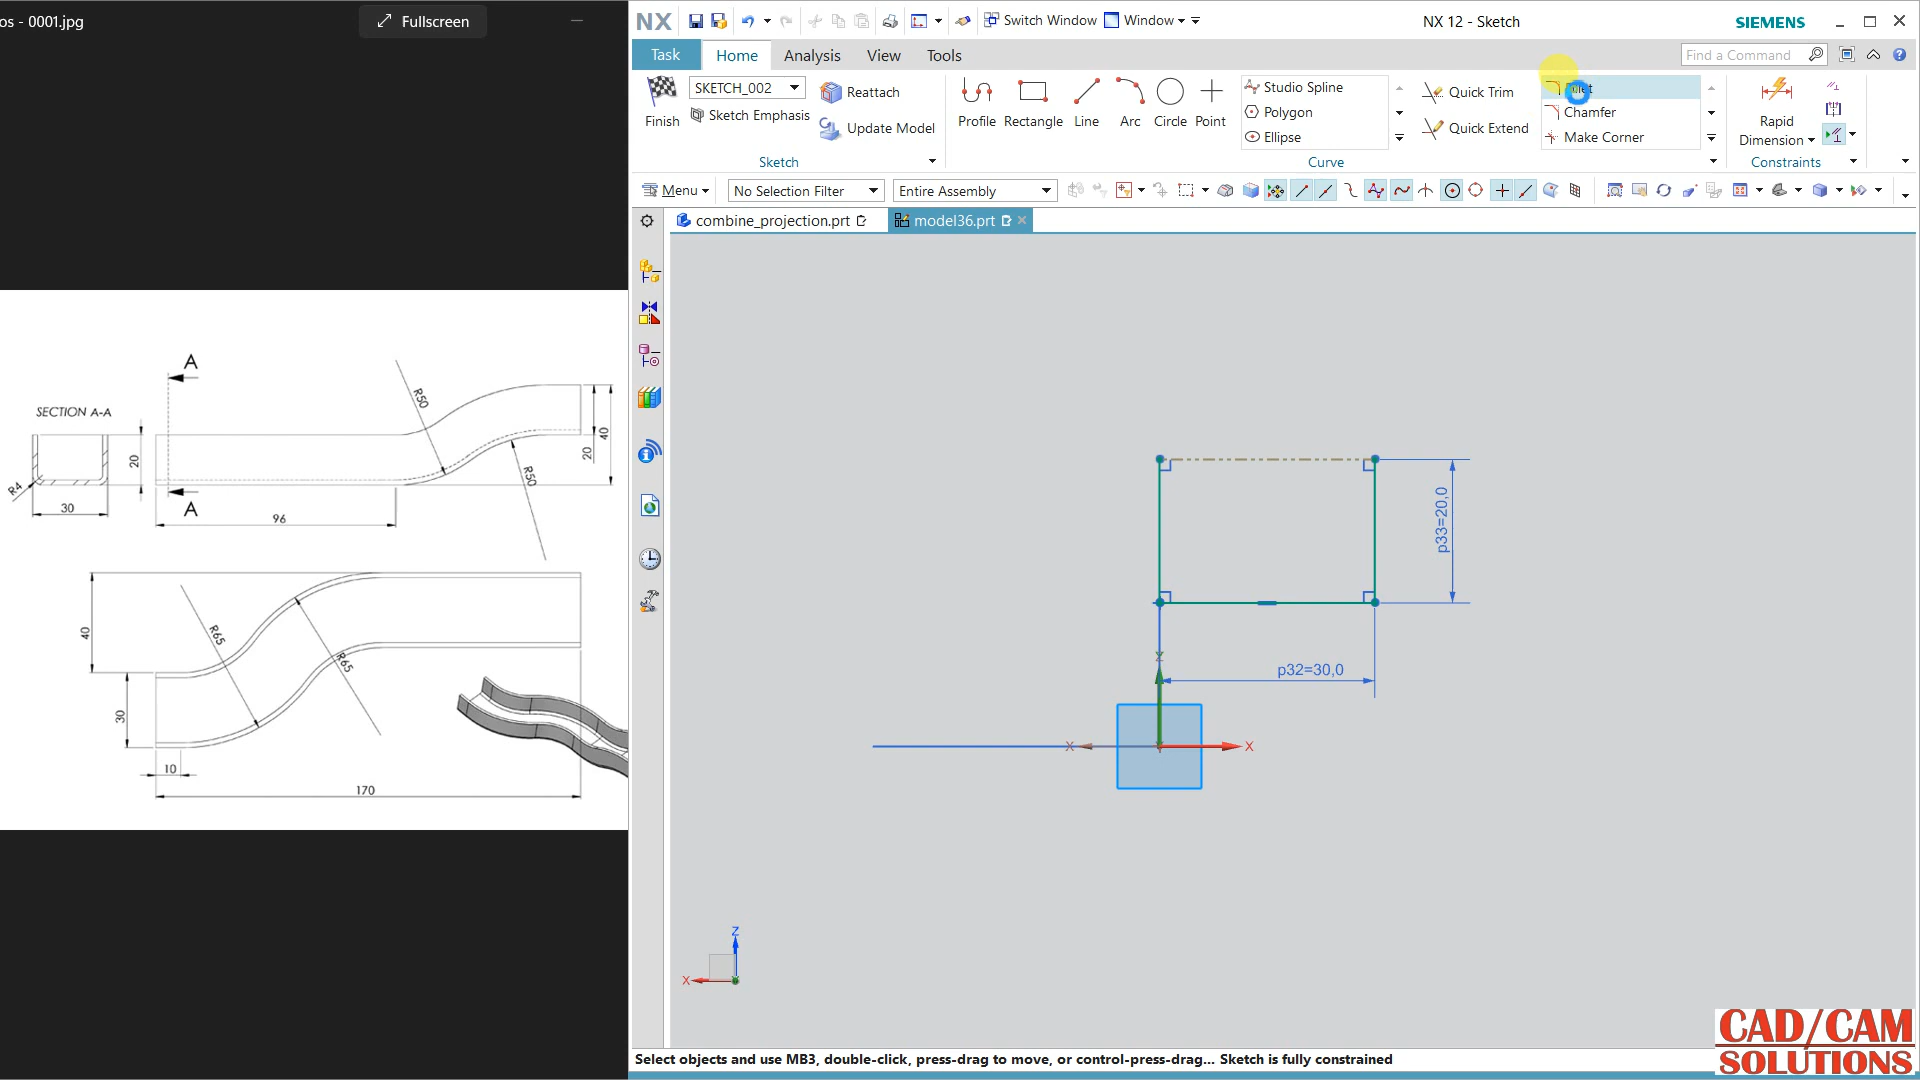 os - 0001.jpg
Fullscreen
NX
Switch Window
Window
NX 12 - Sketch
SIEMENS
Task
Home
Analysis
View
Tools
Find a Command
Finish
SKETCH_002
Sketch Emphasis
Reattach
Update Model
Sketch
Profile
Rectangle
Line
Arc
Circle
Point
Studio Spline
Polygon
Ellipse
Quick Trim
Quick Extend
Chamfer
Make Corner
Curve
Rapid
Dimension
Constraints
Menu
No Selection Filter
Entire Assembly
combine_projection.prt
model36.prt
SECTION A-A
A
A
R4
30
20
96
R50
R50
20
40
R65
R65
40
30
10
170
p33=20,0
p32=30,0
X
X
Z
X
Select objects and use MB3, double-click, press-drag to move, or control-press-drag... Sketch is fully constrained
CAD/CAM
SOLUTIONS